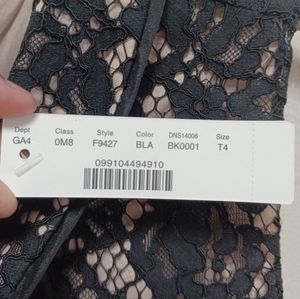 Dept Class Style Color DNS14006 Size
GA4 0M8 F9427 BLA BK0001 T4
099104494910